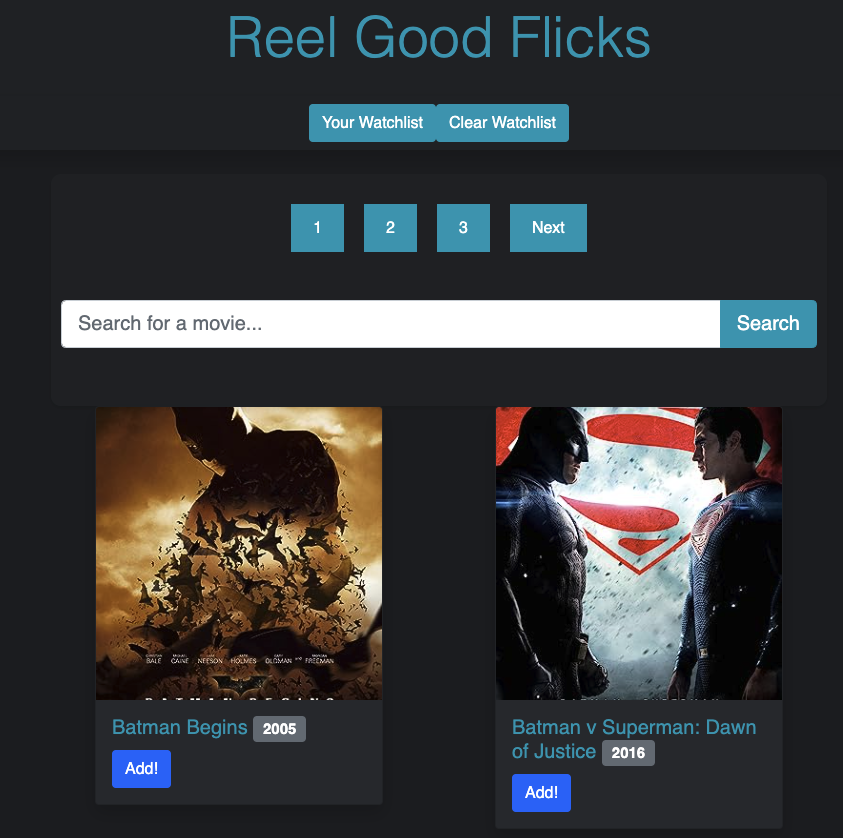 Reel Good Flicks
Your Watchlist Clear Watchlist
1 2 3 Next
Search for a movie... Search
BALE CAINE NEESON HOLMES OLDMAN AND FREEMAN
Batman Begins 2005
Add!
Batman v Superman: Dawn
of Justice 2016
Add!